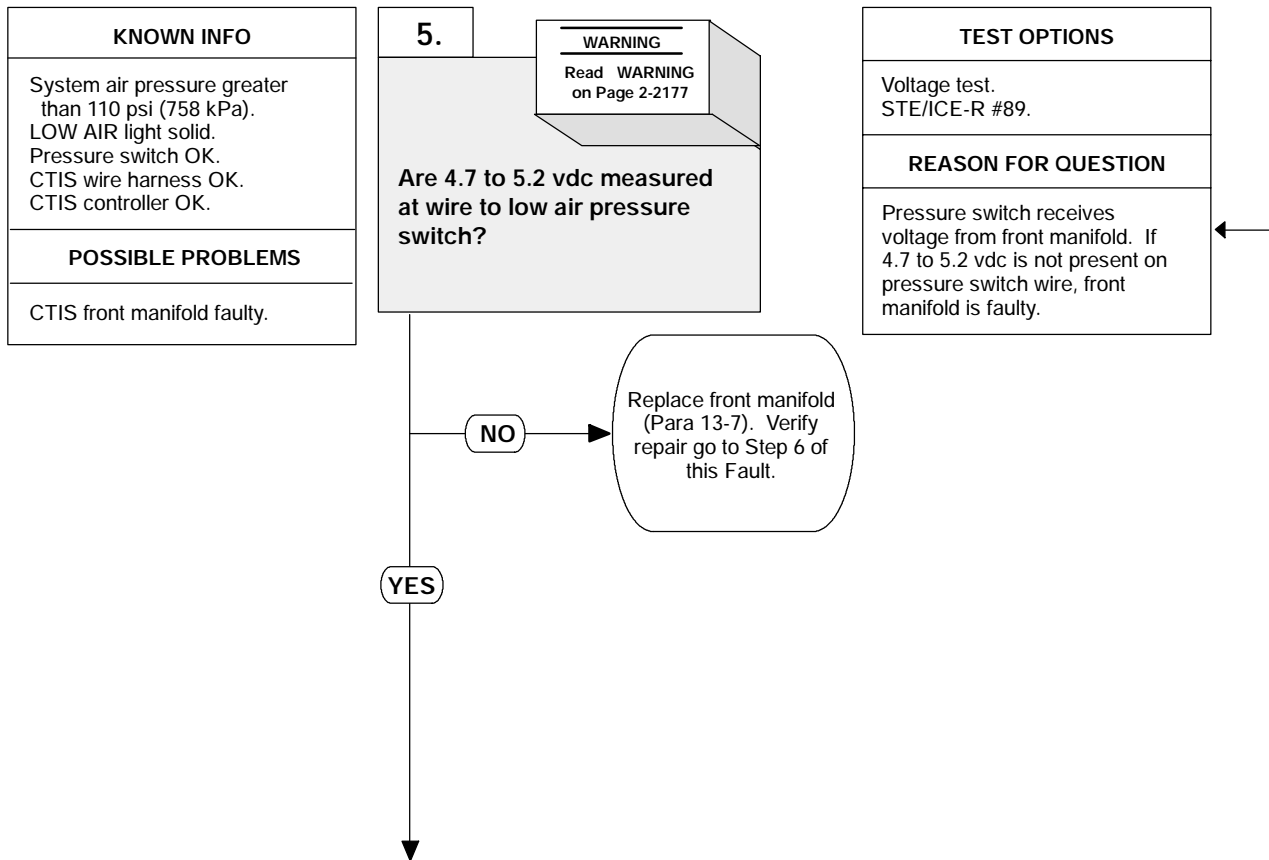 KNOWN INFO
System air pressure greater
than 110 psi (758 kPa).
LOW AIR light solid.
Pressure switch OK.
CTIS wire harness OK.
CTIS controller OK.
POSSIBLE PROBLEMS
CTIS front manifold faulty.
5.
WARNING
Read WARNING
on Page 2-2177
Are 4.7 to 5.2 vdc measured
at wire to low air pressure
switch?
TEST OPTIONS
Voltage test.
STE/ICE-R #89.
REASON FOR QUESTION
Pressure switch receives
voltage from front manifold. If
4.7 to 5.2 vdc is not present on
pressure switch wire, front
manifold is faulty.
NO
Replace front manifold
(Para 13-7). Verify
repair go to Step 6 of
this Fault.
YES